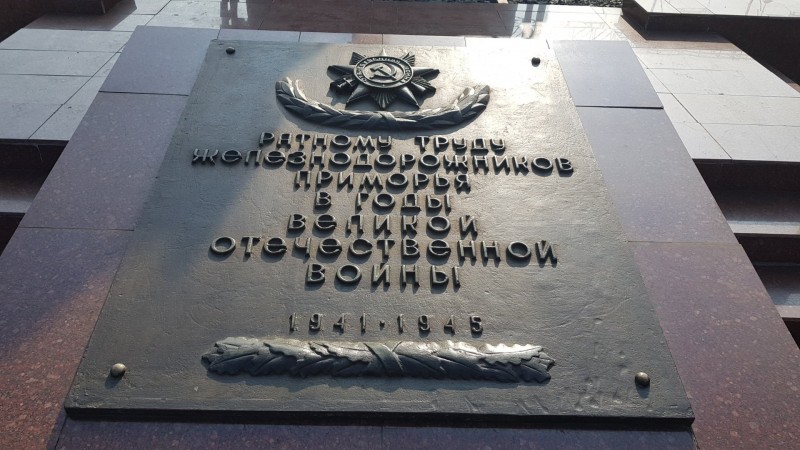 РАТНОМУ ТРУДУ
ЖЕЛЕЗНОДОРОЖНИКОВ
ПРИМОРЬЯ
В ГОДЫ
ВЕЛИКОЙ
ОТЕЧЕСТВЕННОЙ
ВОЙНЫ
1941·1945